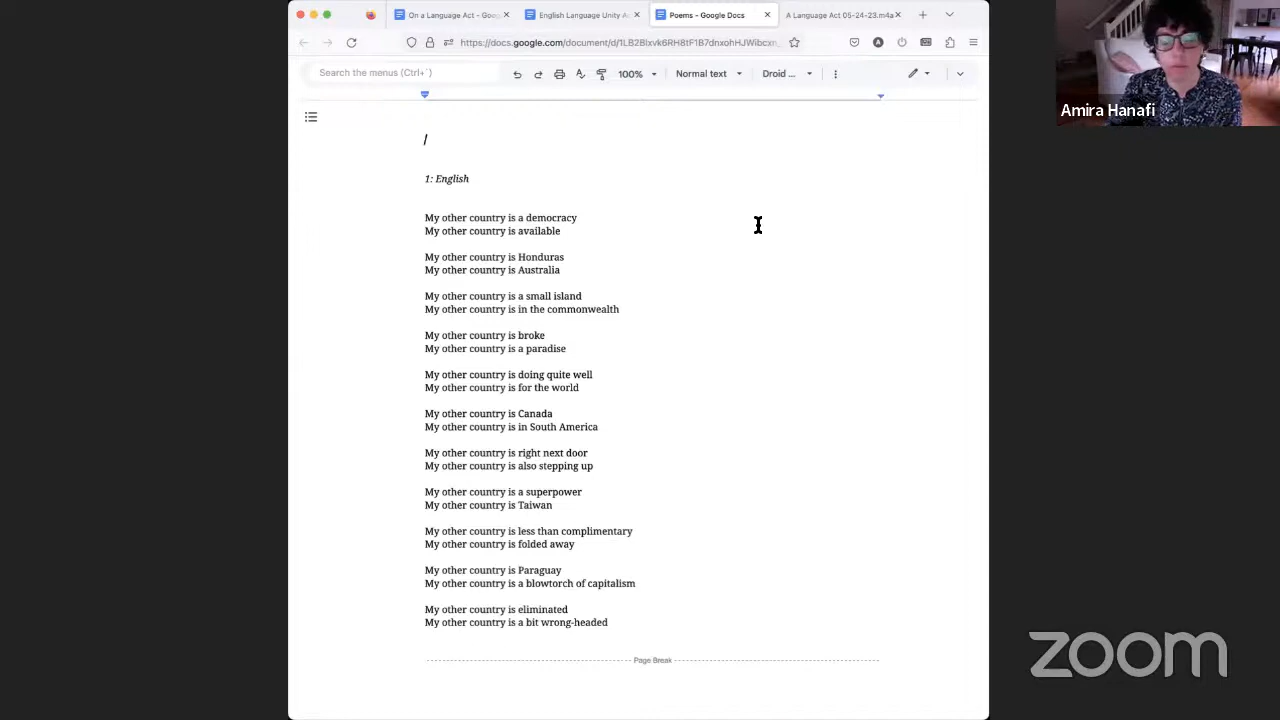 On a Language Act - Goog
English Language Unity A
Poems - Google Docs
A Language Act 05-24-23.m4a
https://docs.google.com/document/d/1LB2BIxvk6RH8tF1B7dnxohHJWibcxn_
Search the menus (Ctrl+`)
100%
Normal text
Droid ...
/
1: English
My other country is a democracy
My other country is available
My other country is Honduras
My other country is Australia
My other country is a small island
My other country is in the commonwealth
My other country is broke
My other country is a paradise
My other country is doing quite well
My other country is for the world
My other country is Canada
My other country is in South America
My other country is right next door
My other country is also stepping up
My other country is a superpower
My other country is Taiwan
My other country is less than complimentary
My other country is folded away
My other country is Paraguay
My other country is a blowtorch of capitalism
My other country is eliminated
My other country is a bit wrong-headed
Page Break
Amira Hanafi
zoom